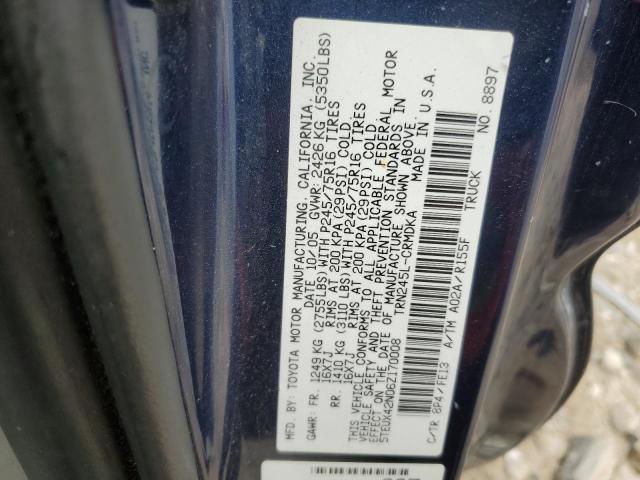 MFD. BY: TOYOTA MOTOR MANUFACTURING, CALIFORNIA, INC.
DATE 10/05 GVWR: 2426 KG (5350LBS)
GAWR: FR. 1249 KG (2755LBS) WITH P245/75R16 TIRES
16X7J RIMS AT 200 KPA (29PSI) COLD
RR. 1410 KG (3110 LBS) WITH P245/75R16 TIRES
16X7J RIMS AT 200 KPA (29PSI) COLD
THIS VEHICLE CONFORMS TO ALL APPLICABLE FEDERAL MOTOR
VEHICLE SAFETY AND THEFT PREVENTION STANDARDS IN
EFFECT ON THE DATE OF MANUFACTURE SHOWN ABOVE
5TEUX42N06Z170008 TRN245L-CRMDKA MADE IN U.S.A.
C/TR 8P4/FE13 A/TM A02A/R155F
TRUCK NO. 8897